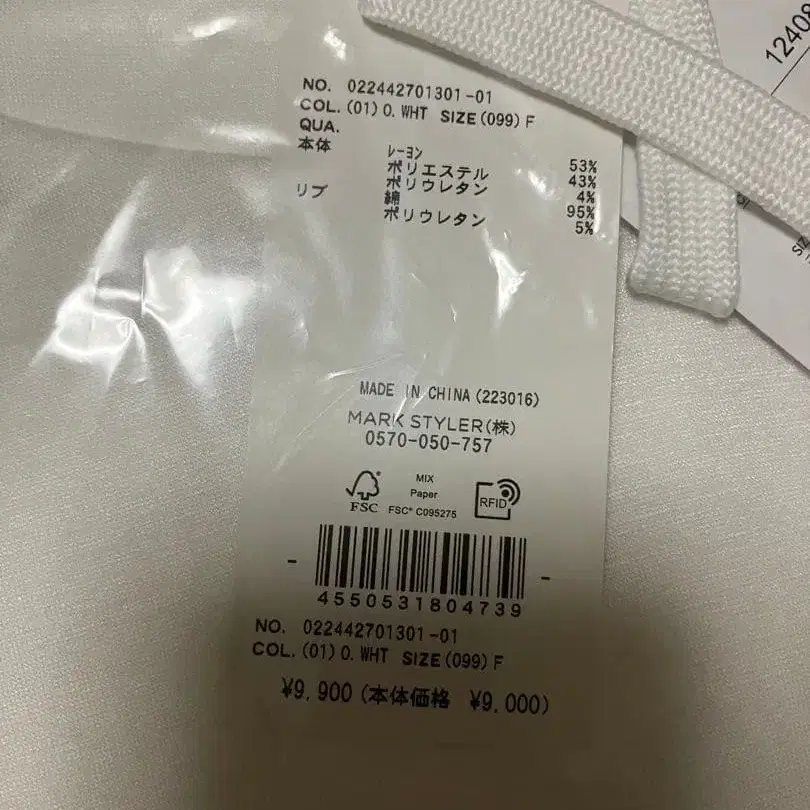 12408
NO. 022442701301-01
COL. (01) O. WHT SIZE (099) F
QUA.
本体 レーヨン 53%
ポリエステル 43%
ポリウレタン 4%
リブ 綿 95%
ポリウレタン 5%
MADE IN CHINA (223016)
MARK STYLER(株)
0570-050-757
FSC
MIX
Paper
FSC® C095275
RFID
4550531804739
NO. 022442701301-01
COL. (01) O. WHT SIZE (099) F
¥9,900 (本体価格 ¥9,000)